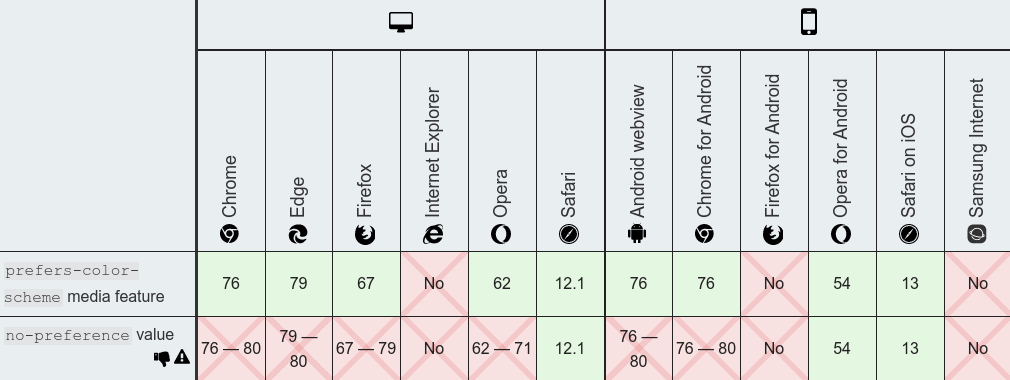 Chrome
Edge
Firefox
Internet Explorer
Opera
Safari
Android webview
Chrome for Android
Firefox for Android
Opera for Android
Safari on iOS
Samsung Internet
prefers-color-
scheme media feature
76
79
67
No
62
12.1
76
76
No
54
13
No
no-preference value
76 — 80
79 —
80
67 — 79
No
62 — 71
12.1
76 —
80
76 — 80
No
54
13
No